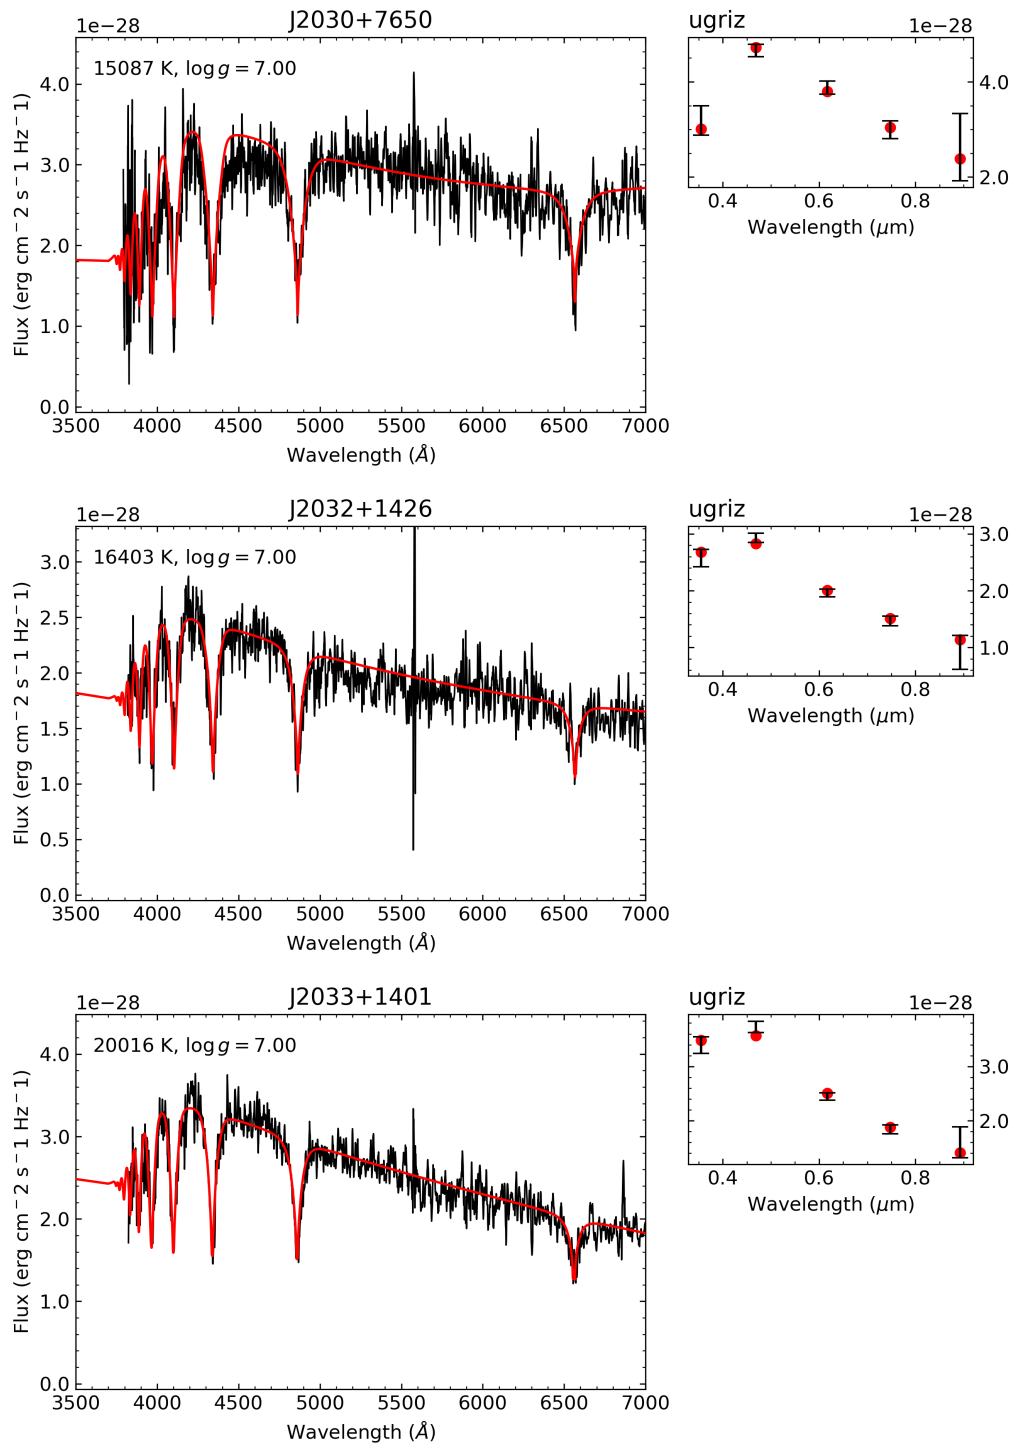 J2030+7650
1e−28
15087 K, log g = 7.00
Flux (erg cm−2 s−1 Hz−1)
4.0
3.0
2.0
1.0
0.0
3500 4000 4500 5000 5500 6000 6500 7000
Wavelength (Å)
ugriz
1e−28
4.0
2.0
0.4 0.6 0.8
Wavelength (μm)
J2032+1426
1e−28
16403 K, log g = 7.00
Flux (erg cm−2 s−1 Hz−1)
3.0
2.5
2.0
1.5
1.0
0.5
0.0
3500 4000 4500 5000 5500 6000 6500 7000
Wavelength (Å)
ugriz
1e−28
3.0
2.0
1.0
0.4 0.6 0.8
Wavelength (μm)
J2033+1401
1e−28
20016 K, log g = 7.00
Flux (erg cm−2 s−1 Hz−1)
4.0
3.0
2.0
1.0
0.0
3500 4000 4500 5000 5500 6000 6500 7000
Wavelength (Å)
ugriz
1e−28
3.0
2.0
0.4 0.6 0.8
Wavelength (μm)